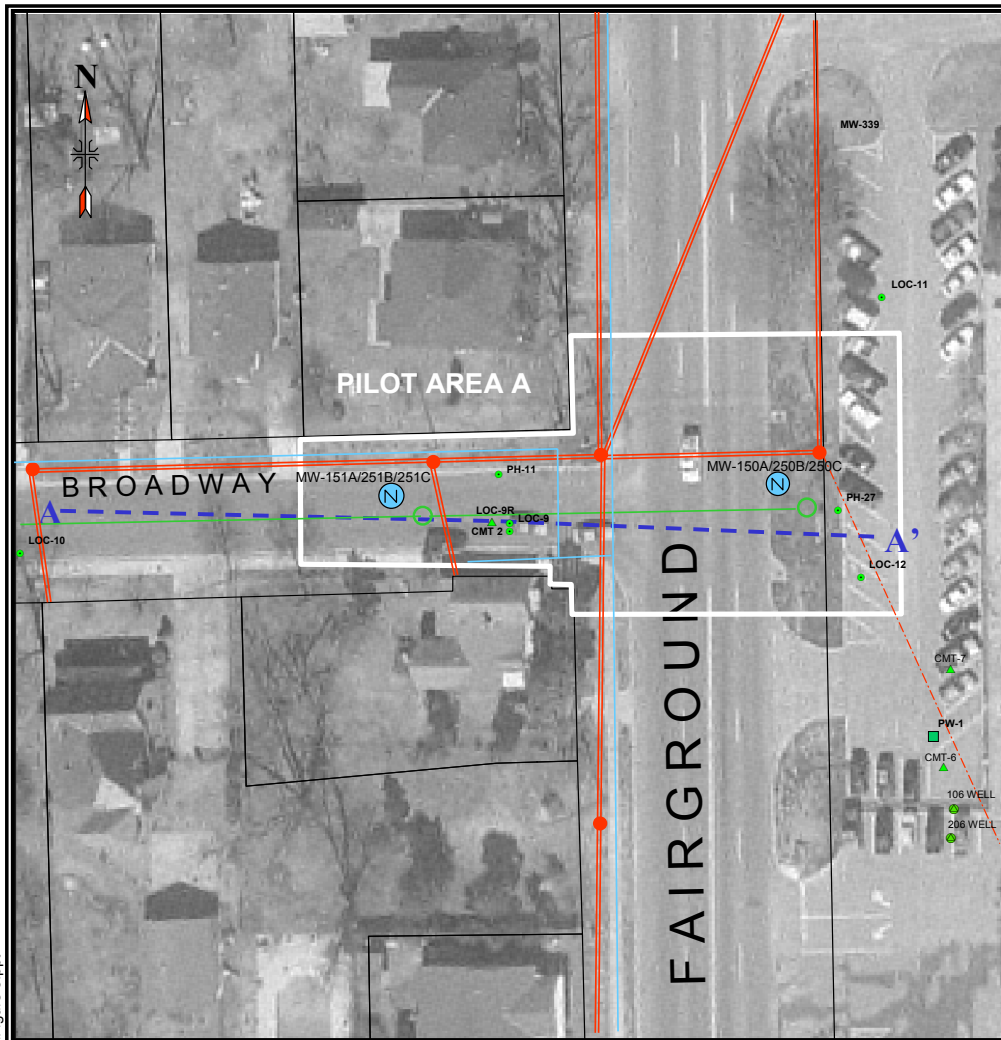 N
MW-339
LOC-11
PILOT AREA A
BROADWAY
MW-151A/251B/251C
PH-11
MW-150A/250B/250C
N
N
A
LOC-9R
LOC-9
CMT 2
PH-27
A’
LOC-10
LOC-12
FAIRGROUND
CMT-7
PW-1
CMT-6
106 WELL
206 WELL